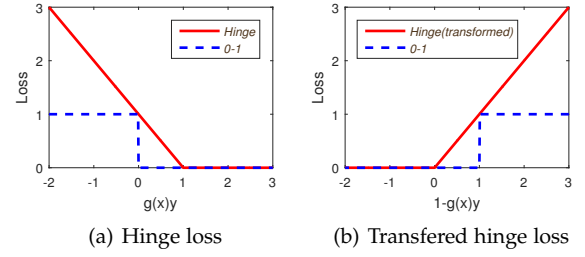 3
2
1
0
Loss
Hinge
0-1
-2 -1 0 1 2 3
g(x)y
(a) Hinge loss
3
2
1
0
Loss
Hinge(transformed)
0-1
-2 -1 0 1 2 3
1-g(x)y
(b) Transfered hinge loss